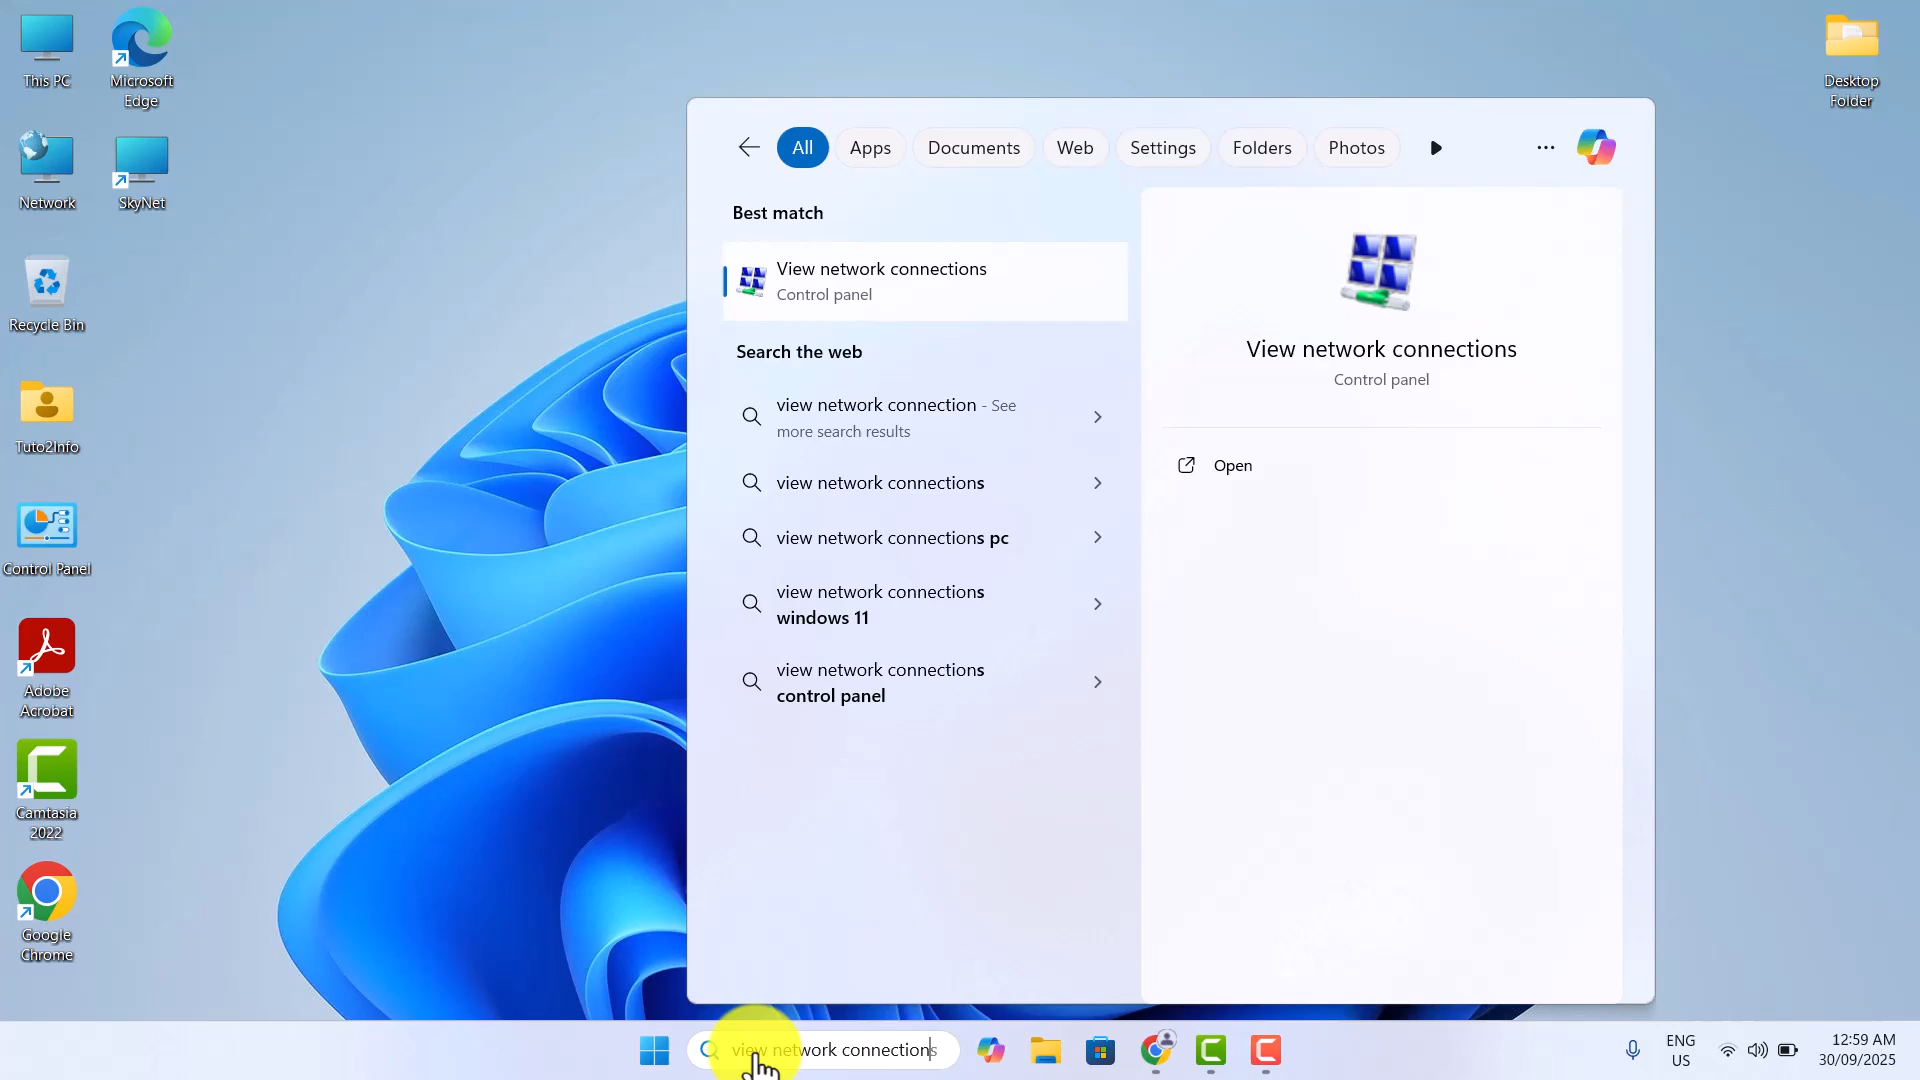 This PC
Microsoft
Edge
Network
SkyNet
Recycle Bin
Tuto2Info
Control Panel
Adobe
Acrobat
Camtasia
2022
Google
Chrome
Desktop
Folder
All
Apps
Documents
Web
Settings
Folders
Photos
Best match
View network connections
Control panel
Search the web
view network connection - See
more search results
view network connections
view network connections pc
view network connections
windows 11
view network connections
control panel
View network connections
Control panel
Open
view network connections
ENG
US
12:59 AM
30/09/2025